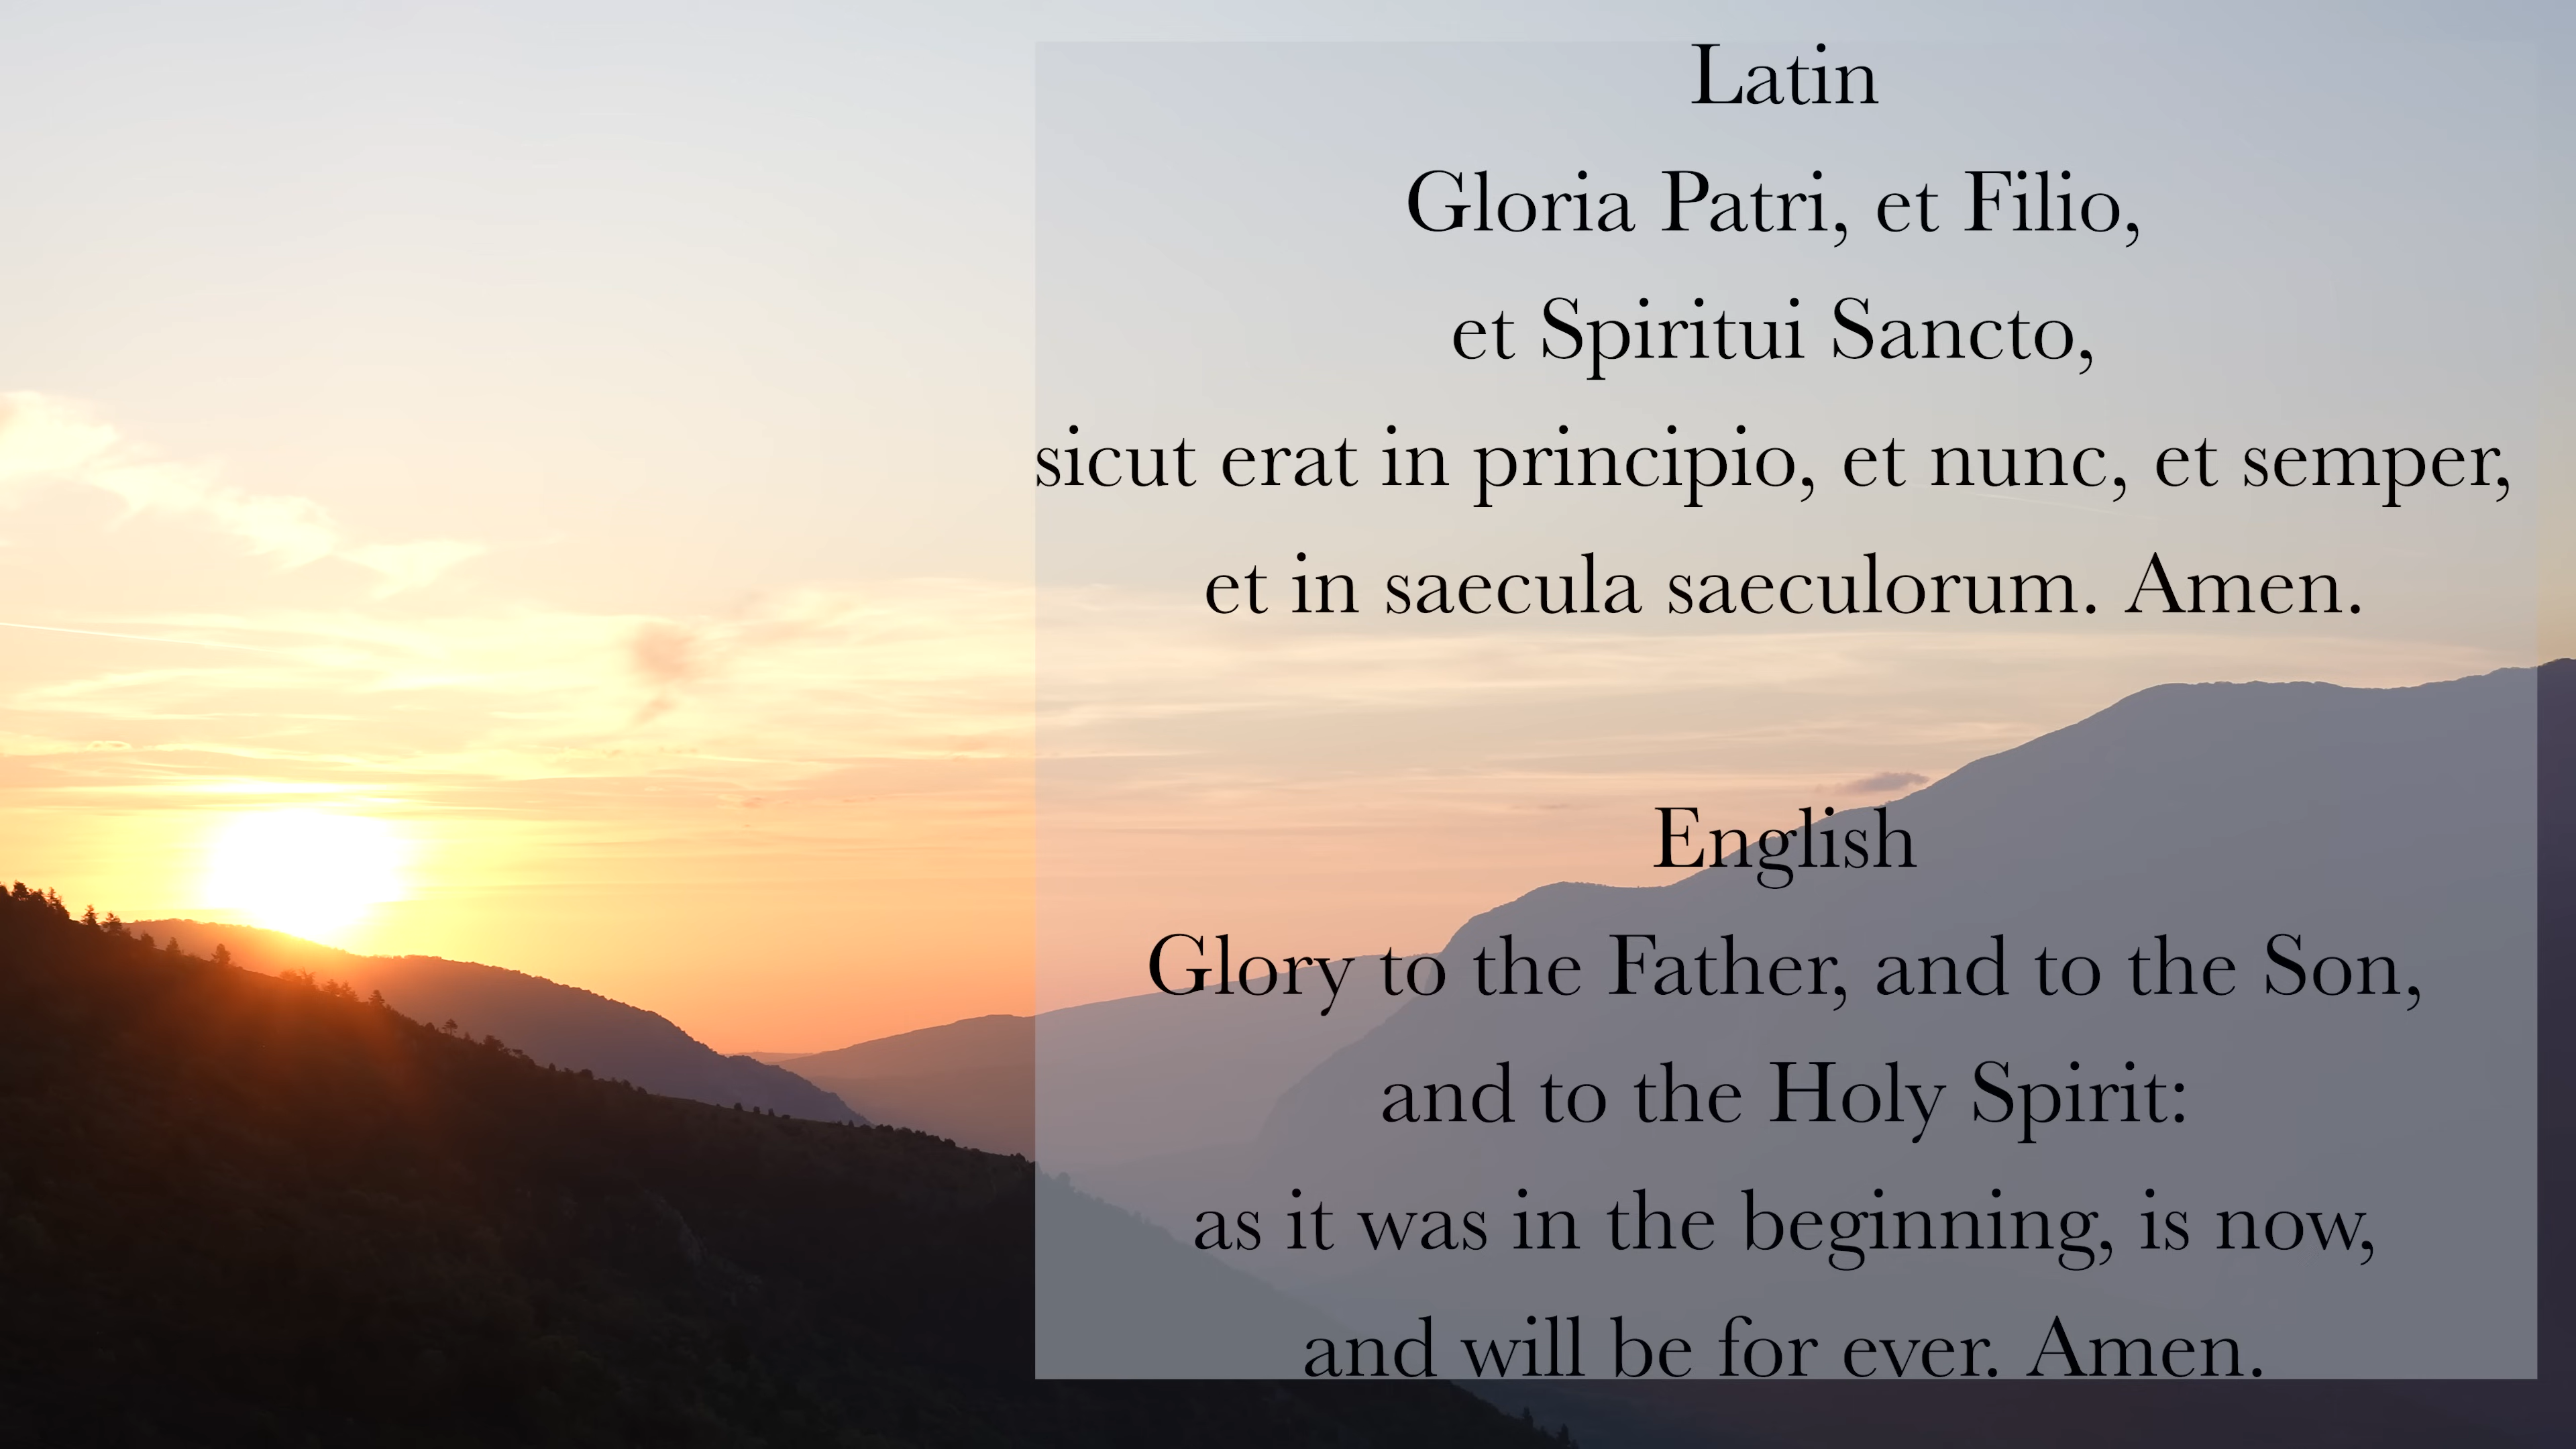 Latin
Gloria Patri, et Filio,
et Spiritui Sancto,
sicut erat in principio, et nunc, et semper,
et in saecula saeculorum. Amen.
English
Glory to the Father, and to the Son,
and to the Holy Spirit:
as it was in the beginning, is now,
and will be for ever. Amen.